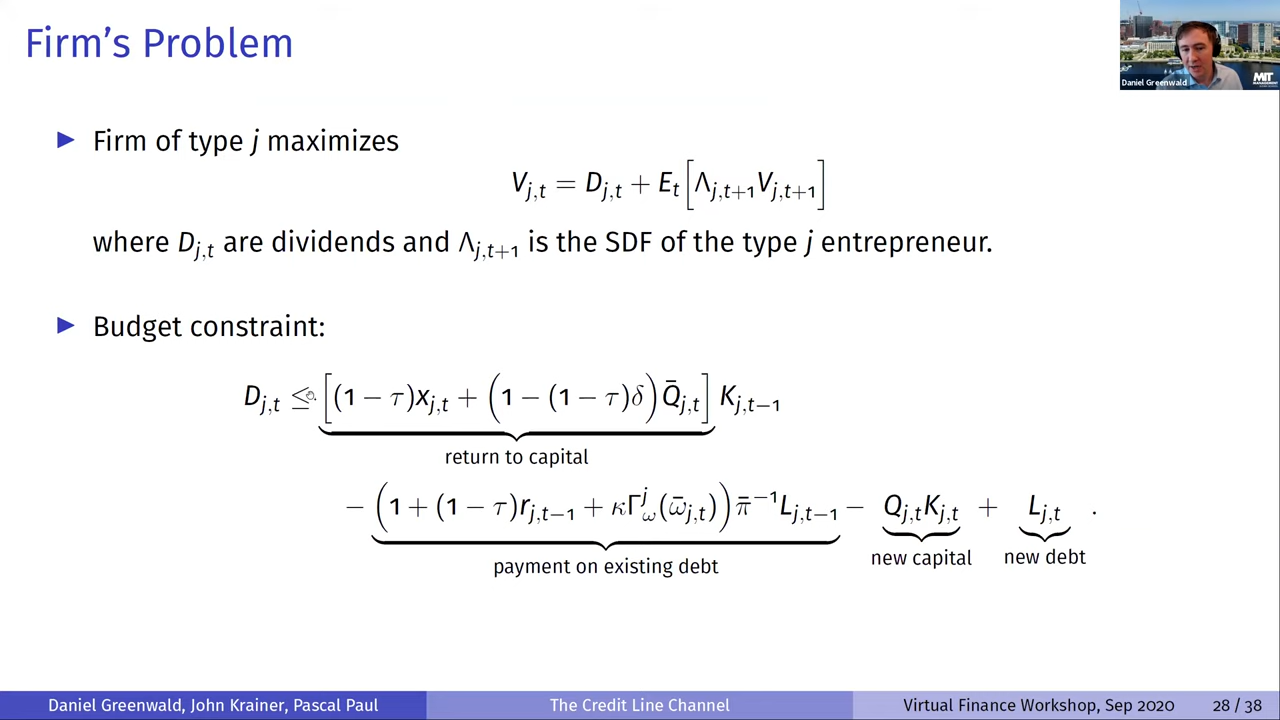 Firm's Problem
Daniel Greenwald
MIT
MANAGEMENT
▶ Firm of type j maximizes
V_{j,t} = D_{j,t} + E_t[Λ_{j,t+1}V_{j,t+1}]
where D_{j,t} are dividends and Λ_{j,t+1} is the SDF of the type j entrepreneur.
▶ Budget constraint:
D_{j,t} ≤ [(1 − τ)x_{j,t} + (1 − (1 − τ)δ)Q̄_{j,t}] K_{j,t−1}
return to capital
− (1 + (1 − τ)r_{j,t−1} + κΓ^j_ω(ω̄_{j,t}))π̄^{−1}L_{j,t−1} − Q_{j,t}K_{j,t} + L_{j,t} .
payment on existing debt new capital new debt
Daniel Greenwald, John Krainer, Pascal Paul The Credit Line Channel Virtual Finance Workshop, Sep 2020 28 / 38